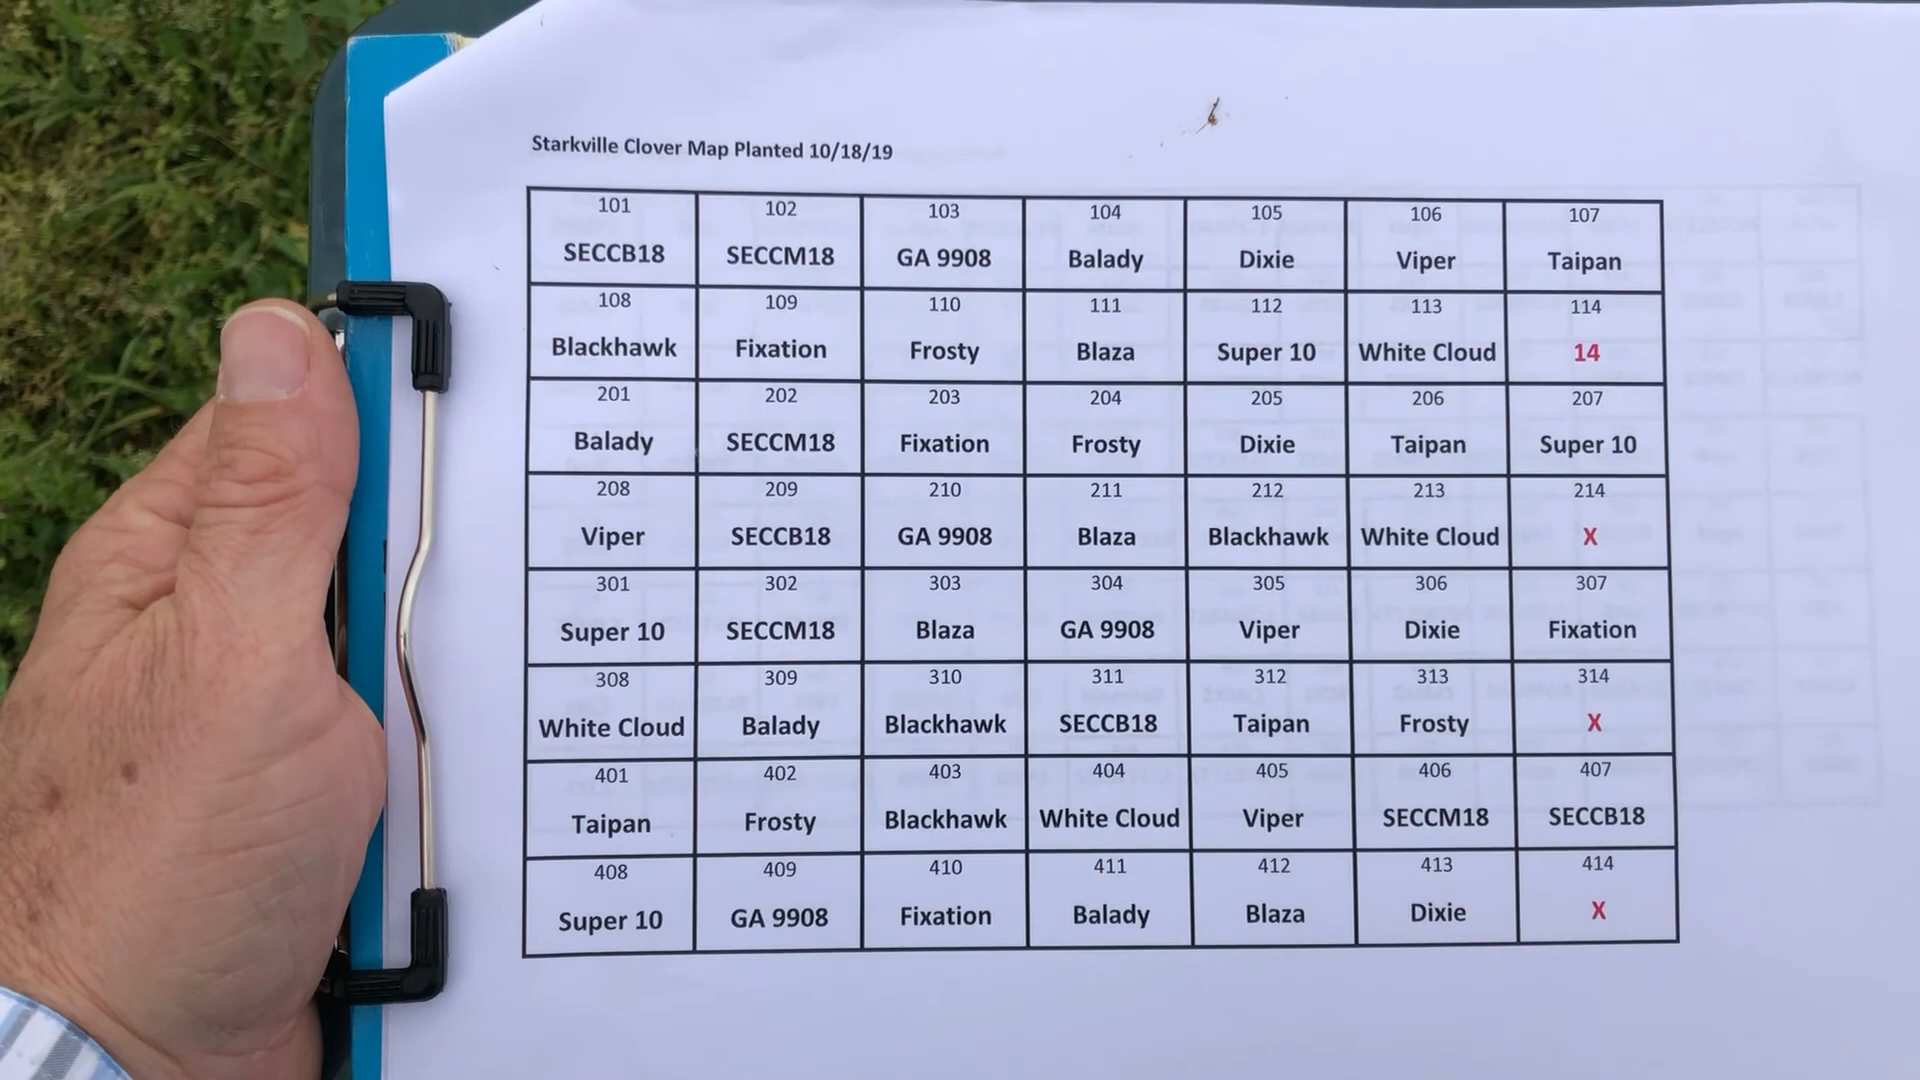 Starkville Clover Map Planted 10/18/19
101 102 103 104 105 106 107
SECCB18 SECCM18 GA 9908 Balady Dixie Viper Taipan
108 109 110 111 112 113 114
Blackhawk Fixation Frosty Blaza Super 10 White Cloud 14
201 202 203 204 205 206 207
Balady SECCM18 Fixation Frosty Dixie Taipan Super 10
208 209 210 211 212 213 214
Viper SECCB18 GA 9908 Blaza Blackhawk White Cloud X
301 302 303 304 305 306 307
Super 10 SECCM18 Blaza GA 9908 Viper Dixie Fixation
308 309 310 311 312 313 314
White Cloud Balady Blackhawk SECCB18 Taipan Frosty X
401 402 403 404 405 406 407
Taipan Frosty Blackhawk White Cloud Viper SECCM18 SECCB18
408 409 410 411 412 413 414
Super 10 GA 9908 Fixation Balady Blaza Dixie X